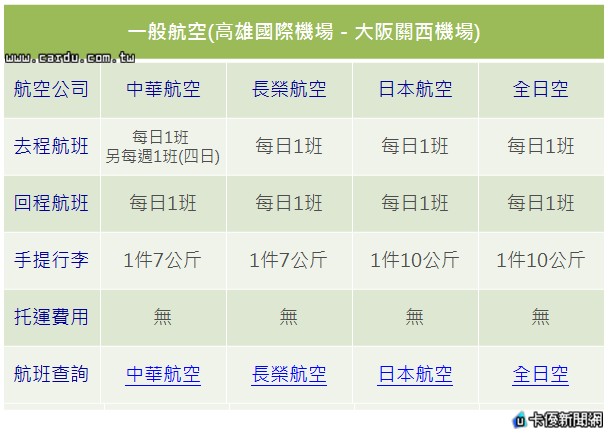 一般航空(高雄國際機場 - 大阪關西機場)
www.cardu.com.tw
航空公司 中華航空 長榮航空 日本航空 全日空
去程航班 每日1班 另每週1班(四日) 每日1班 每日1班 每日1班
回程航班 每日1班 每日1班 每日1班 每日1班
手提行李 1件7公斤 1件7公斤 1件10公斤 1件10公斤
托運費用 無 無 無 無
航班查詢 中華航空 長榮航空 日本航空 全日空
u 卡優新聞網